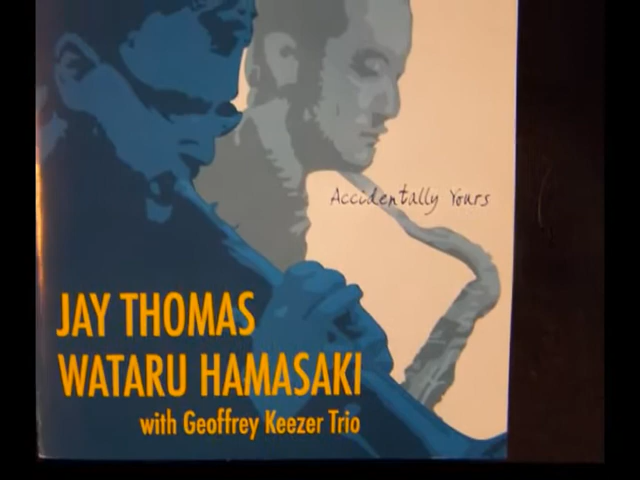 Accidentally Yours
JAY THOMAS
WATARU HAMASAKI
with Geoffrey Keezer Trio